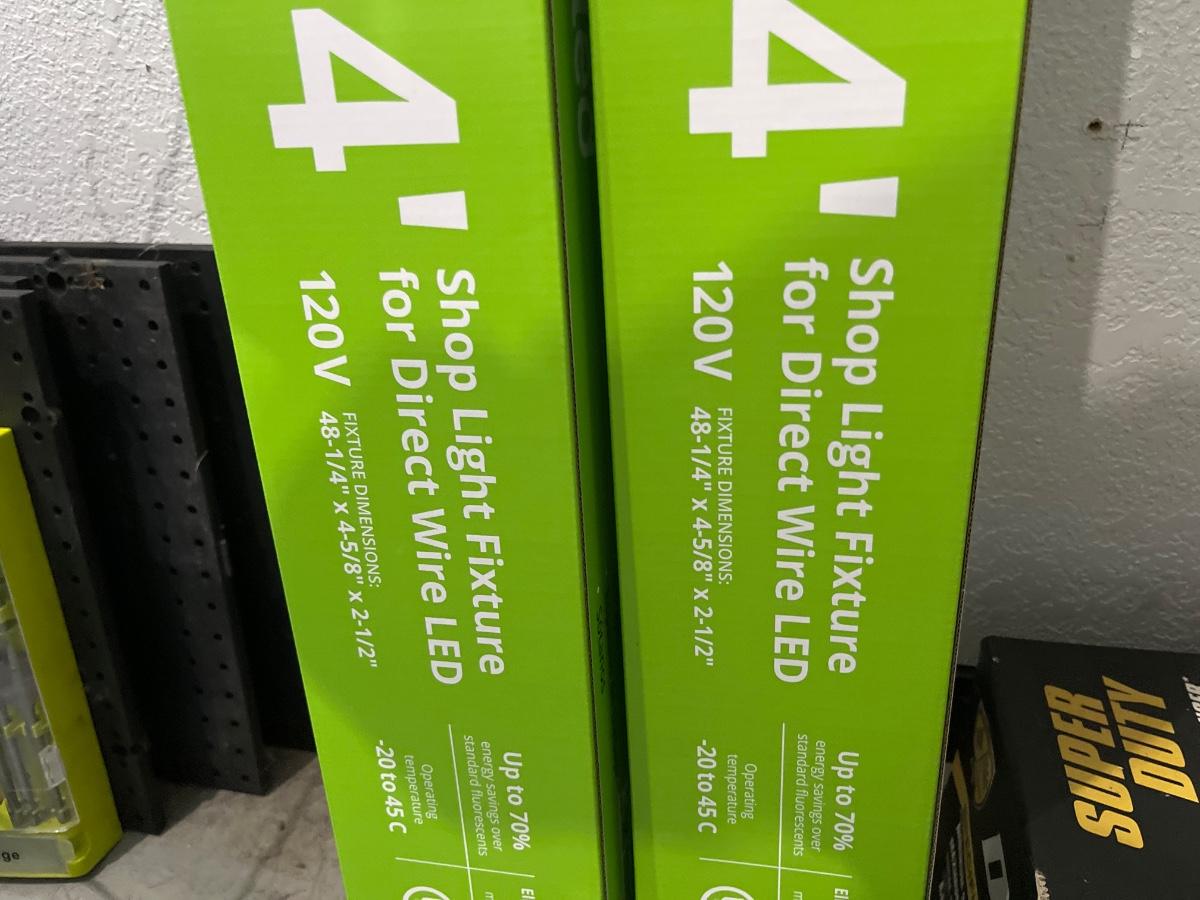 4'
Shop Light Fixture
for Direct Wire LED
120V
FIXTURE DIMENSIONS:
48-1/4" x 4-5/8" x 2-1/2"
Up to 70%
energy savings over
standard fluorescents
Operating
temperature
-20 to 45 C
4'
Shop Light Fixture
for Direct Wire LED
120V
FIXTURE DIMENSIONS:
48-1/4" x 4-5/8" x 2-1/2"
Up to 70%
energy savings over
standard fluorescents
Operating
temperature
-20 to 45 C
SUPER
DUTY
ge